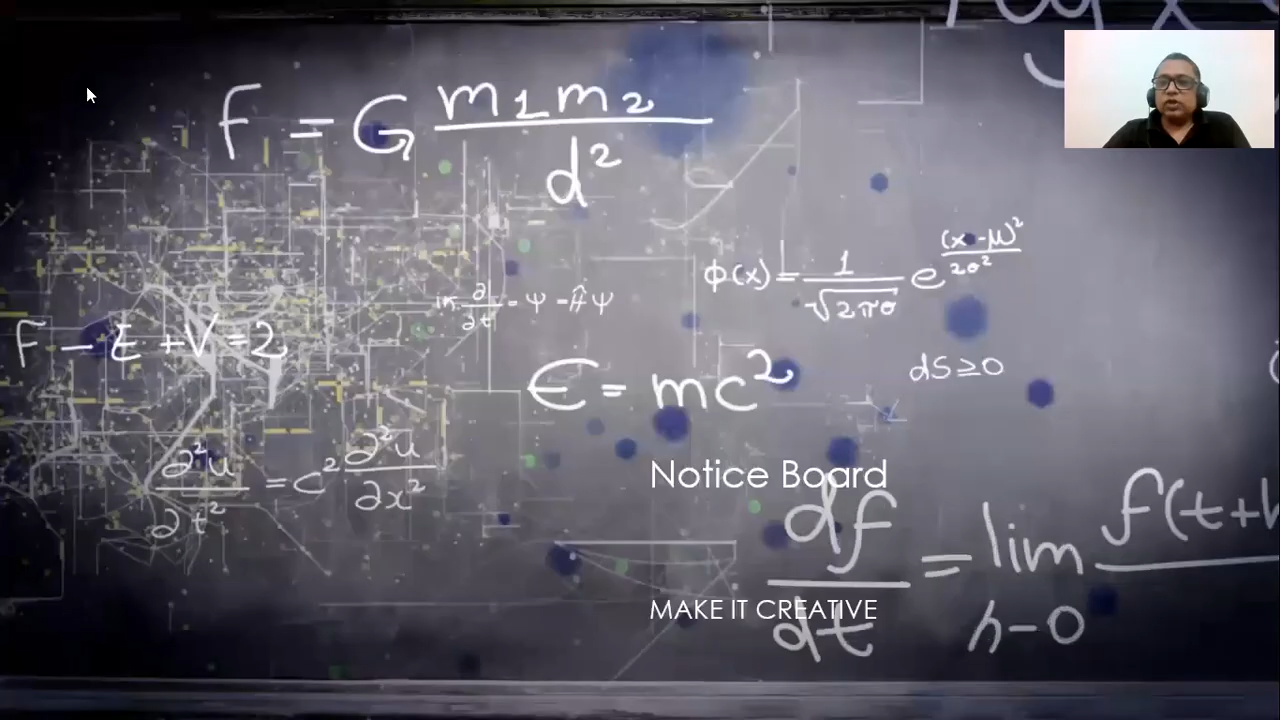 F = G m1m2 / d²
Φ(x) = 1 / √2πσ e (x-μ)² / 2σ²
∂/∂t = Ψ - Ĥ Ψ
F - t + V = 2
E = mc²
dS ≥ 0
∂²u / ∂t² = c² ∂²u / ∂x²
Notice Board
df / dt = lim h-0 f(t+h
MAKE IT CREATIVE